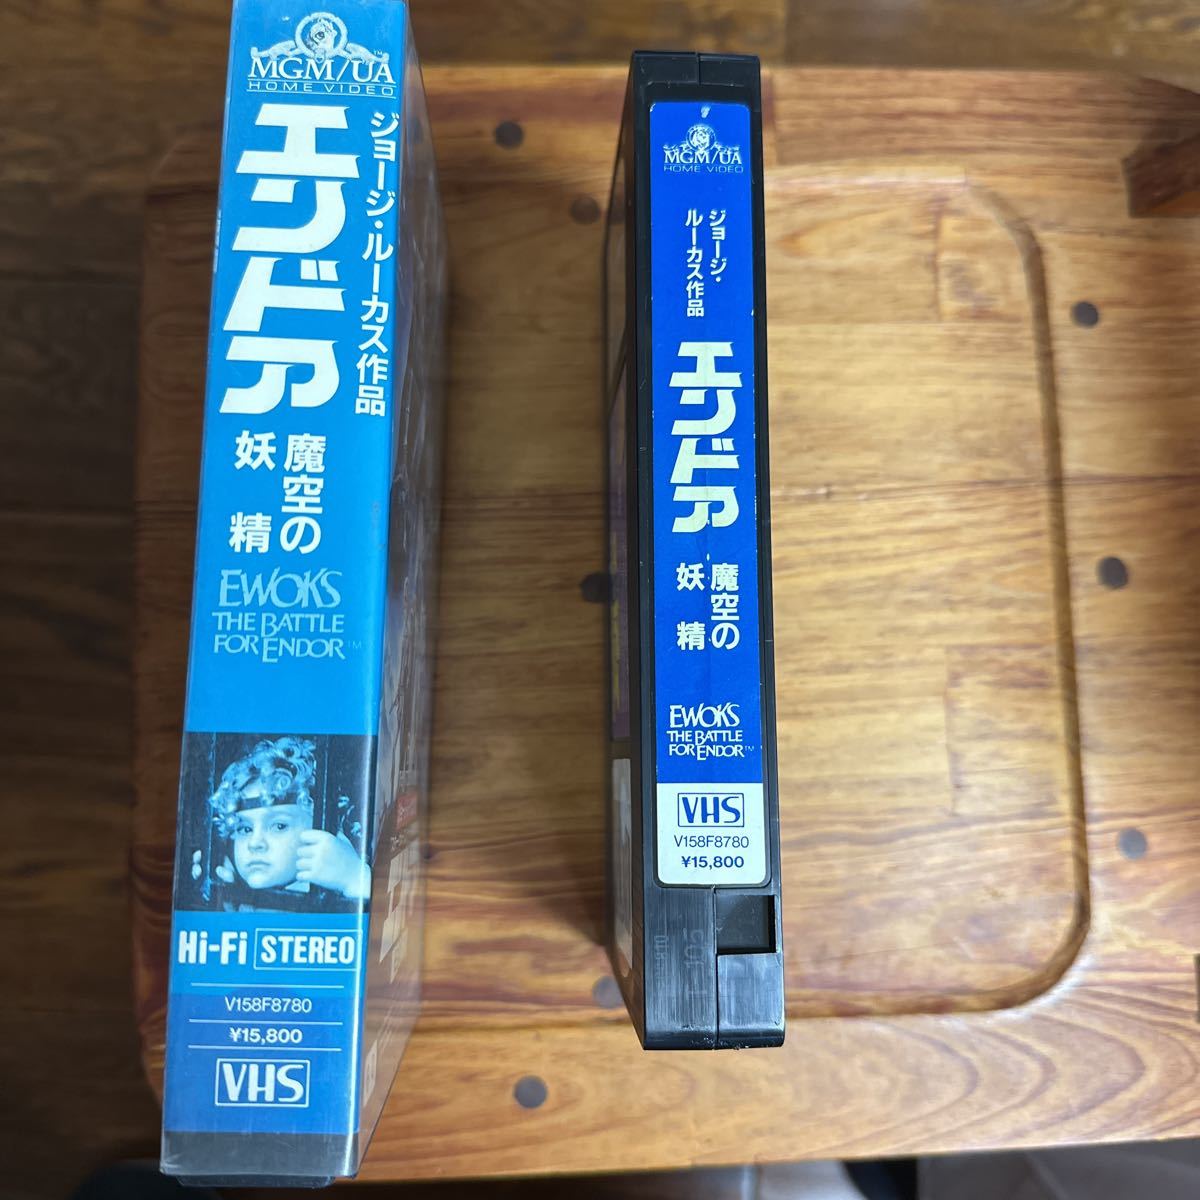 MGM/UA
HOME VIDEO
ジョージ・ルーカス作品
エンドア
魔空の
妖精
EWOKS
THE BATTLE
FOR ENDOR™
Hi-Fi STEREO
V158F8780
¥15,800
VHS
MGM/UA
HOME VIDEO
ジョージ・
ルーカス作品
エンドア
魔空の
妖精
EWOKS
THE BATTLE
FOR ENDOR™
VHS
V158F8780
¥15,800